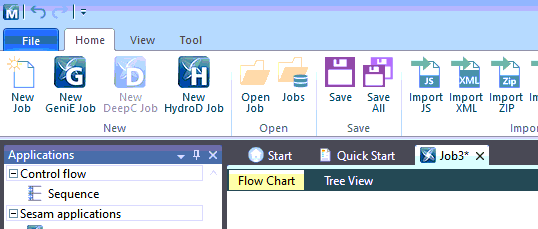 File Home View Tool
New Job New GeniE Job New DeepC Job New HydroD Job Open Job Jobs Save Save All Import JS Import XML Import ZIP
New Open Save Impor
Applications
Start Quick Start Job3*
Control flow
Flow Chart Tree View
Sequence
Sesam applications